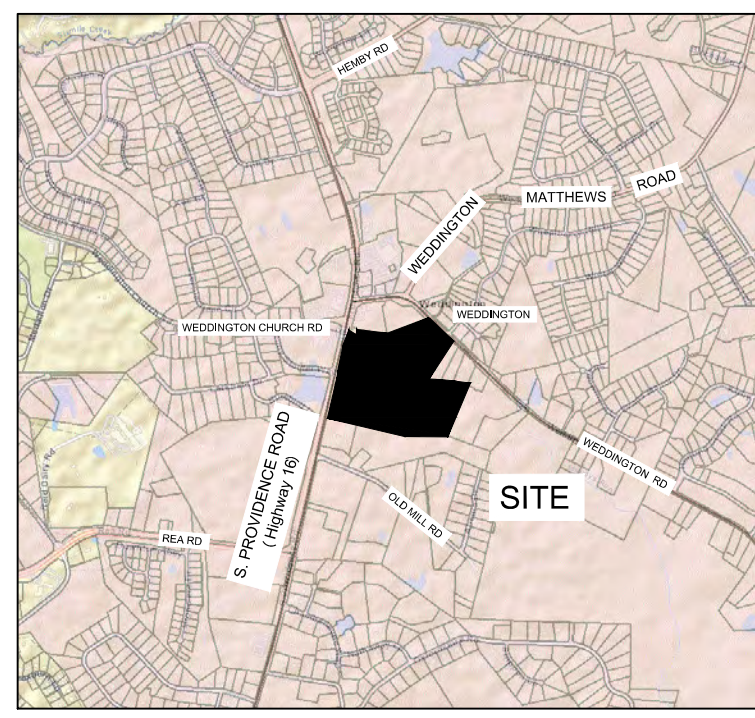 HEMBY RD
MATTHEWS
ROAD
WEDDINGTON
Weddington
WEDDINGTON
WEDDINGTON CHURCH RD
S. PROVIDENCE ROAD
( Highway 16)
WEDDINGTON RD
SITE
OLD MILL RD
REA RD